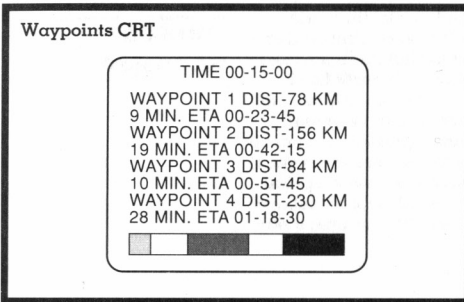 Waypoints CRT
TIME 00-15-00
WAYPOINT 1 DIST-78 KM
9 MIN. ETA 00-23-45
WAYPOINT 2 DIST-156 KM
19 MIN. ETA 00-42-15
WAYPOINT 3 DIST-84 KM
10 MIN. ETA 00-51-45
WAYPOINT 4 DIST-230 KM
28 MIN. ETA 01-18-30